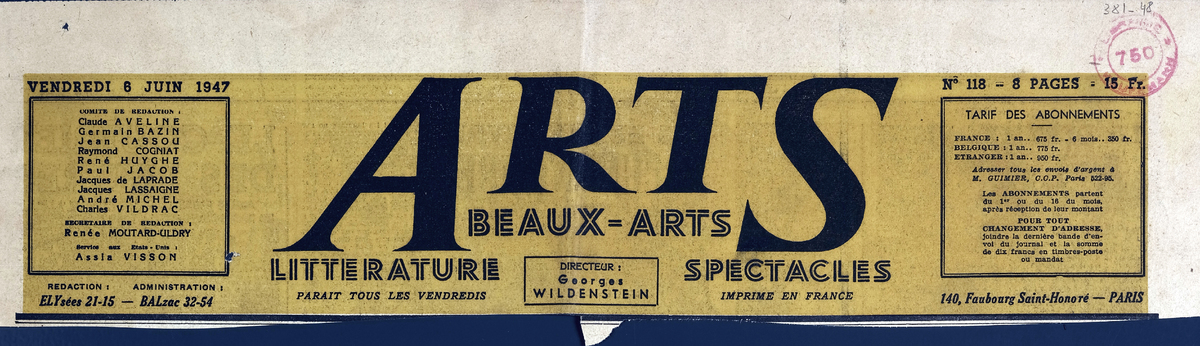 381-48
750
VENDREDI 6 JUIN 1947
COMITE DE REDACTION :
Claude AVELINE
Germain BAZIN
Jean CASSOU
Raymond COGNIAT
René HUYGHE
Paul JACOB
Jacques de LAPRADE
Jacques LASSAIGNE
André MICHEL
Charles VILDRAC
SECRETAIRE DE REDACTION :
Renée MOUTARD-ULDRY
Service aux Etats-Unis :
Assia VISSON
REDACTION : ADMINISTRATION :
ELYsées 21-15 — BALzac 32-54
ARTS
BEAUX=ARTS
LITTERATURE
SPECTACLES
PARAIT TOUS LES VENDREDIS
DIRECTEUR :
Georges
WILDENSTEIN
IMPRIME EN FRANCE
N° 118 - 8 PAGES - 15 Fr.
TARIF DES ABONNEMENTS
FRANCE : 1 an.. 675 fr. - 6 mois.. 350 fr.
BELGIQUE : 1 an.. 775 fr.
ETRANGER : 1 an.. 950 fr.
Adresser tous les envois d'argent à
M. GUIMIER, C.C.P. Paris 522-95.
Les ABONNEMENTS partent
du 1er ou du 16 du mois,
après réception de leur montant
POUR TOUT
CHANGEMENT D'ADRESSE,
joindre la dernière bande d'en-
voi du journal et la somme
de dix francs en timbres-poste
ou mandat
140, Faubourg Saint-Honoré — PARIS